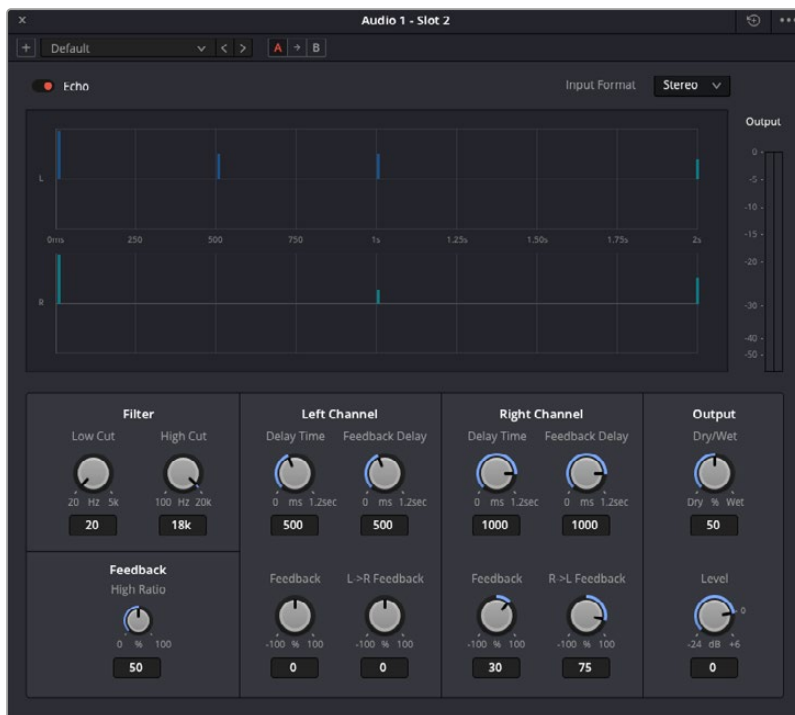 × Audio 1 - Slot 2 •••
+ Default < > A → B
Echo Input Format Stereo
Output
L
0ms 250 500 750 1s 1.25s 1.50s 1.75s 2s
R
0
-5
-10
-15
-20
-30
-40
-50
Filter
Low Cut High Cut
20 Hz 5k 100 Hz 20k
20 18k
Feedback
High Ratio
0 % 100
50
Left Channel
Delay Time Feedback Delay
0 ms 1.2sec 0 ms 1.2sec
500 500
Feedback L->R Feedback
-100 % 100 -100 % 100
0 0
Right Channel
Delay Time Feedback Delay
0 ms 1.2sec 0 ms 1.2sec
1000 1000
Feedback R->L Feedback
-100 % 100 -100 % 100
30 75
Output
Dry/Wet
Dry % Wet
50
Level
0
-24 dB +6
0